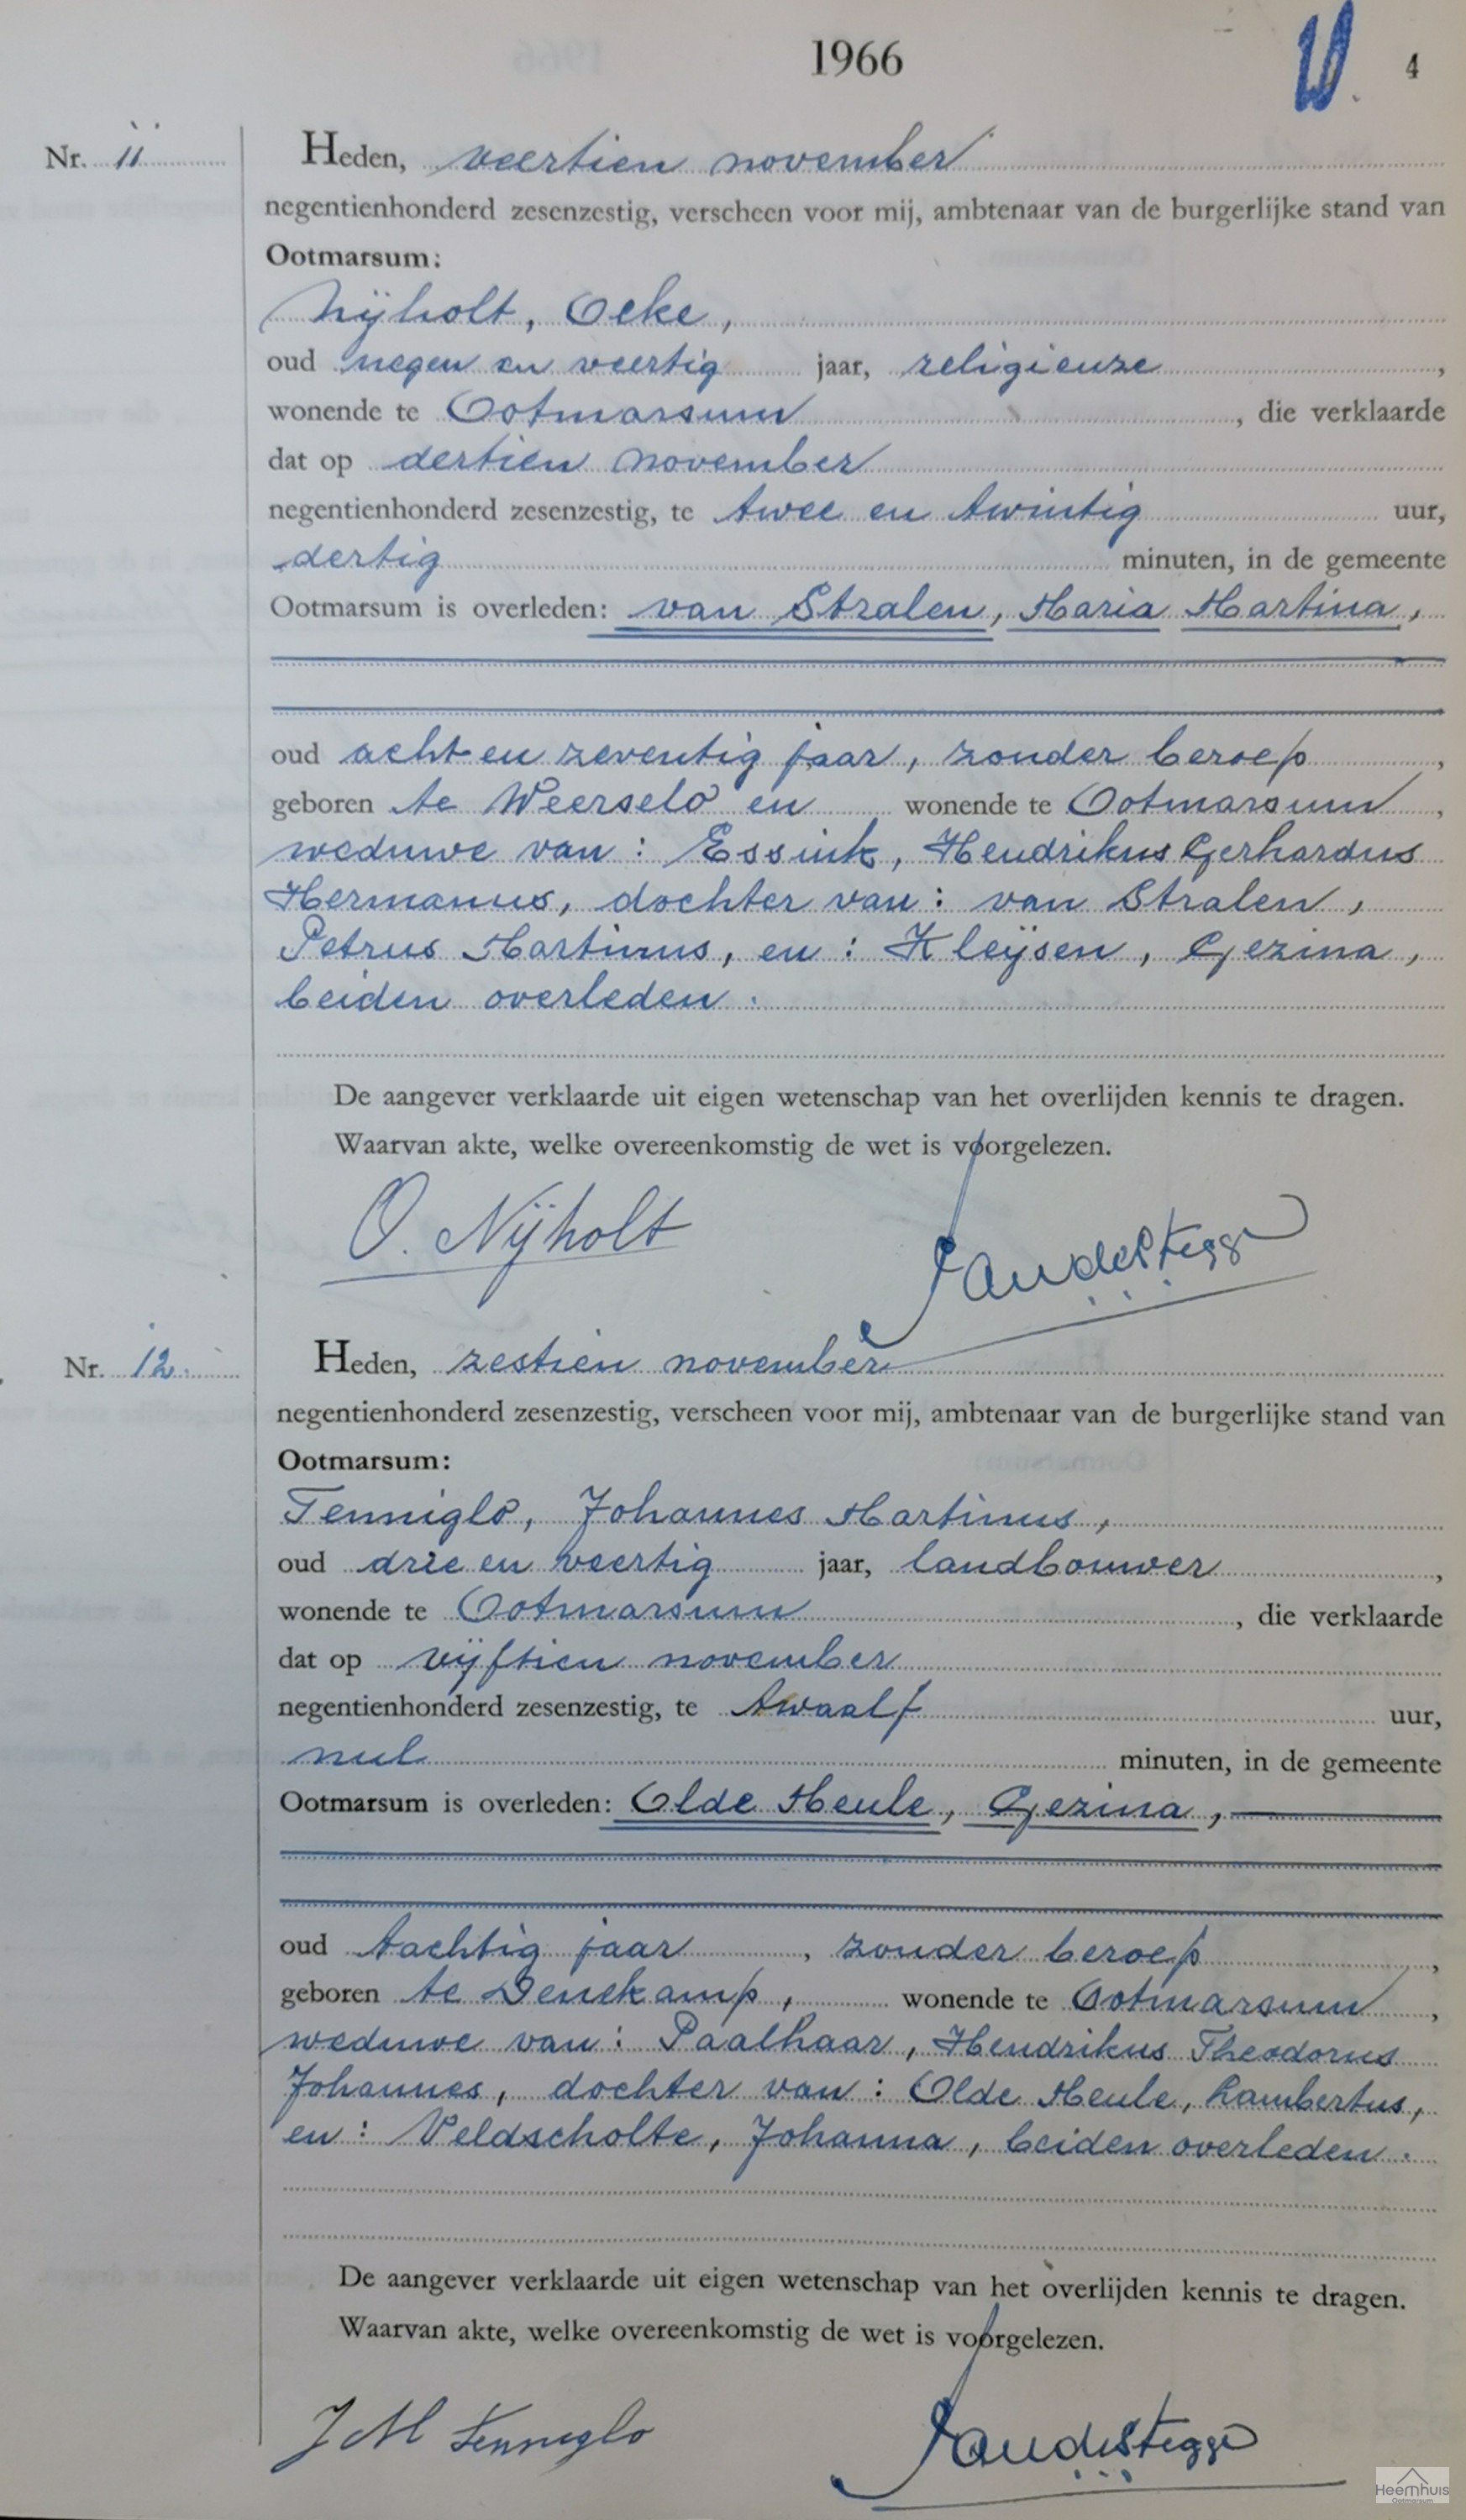 1966
4
Nr. 11
Heden, veertien november
negentienhonderd zesenzestig, verscheen voor mij, ambtenaar van de burgerlijke stand van
Ootmarsum:
Nijholt, Oeke,
oud negen en veertig jaar, religieuze,
wonende te Ootmarsum, die verklaarde
dat op dertien november
negentienhonderd zesenzestig, te twee en twintig uur,
dertig minuten, in de gemeente
Ootmarsum is overleden: van Stralen, Maria Martina,
oud acht en zeventig jaar, zonder beroep,
geboren te Weerselo en wonende te Ootmarsum,
weduwe van: Essink, Hendrikus Gerhardus
Hermannus, dochter van: van Stralen,
Petrus Martinus, en: Kleijsen, Gezina,
beiden overleden.
De aangever verklaarde uit eigen wetenschap van het overlijden kennis te dragen.
Waarvan akte, welke overeenkomstig de wet is voorgelezen.
O. Nijholt
Nr. 12.
Heden, zestien november
negentienhonderd zesenzestig, verscheen voor mij, ambtenaar van de burgerlijke stand van
Ootmarsum:
Tenniglo, Johannes Martinus,
oud drie en veertig jaar, landbouwer,
wonende te Ootmarsum, die verklaarde
dat op vijftien november
negentienhonderd zesenzestig, te twaalf uur,
nul minuten, in de gemeente
Ootmarsum is overleden: Olde Meule, Gezina,
oud tachtig jaar, zonder beroep,
geboren te Denekamp, wonende te Ootmarsum,
weduwe van: Paalhaar, Hendrikus Theodorus
Johannes, dochter van: Olde Meule, Lambertus,
en: Veldscholte, Johanna, beiden overleden.
De aangever verklaarde uit eigen wetenschap van het overlijden kennis te dragen.
Waarvan akte, welke overeenkomstig de wet is voorgelezen.
J M Tenniglo
Heemhuis
Ootmarsum